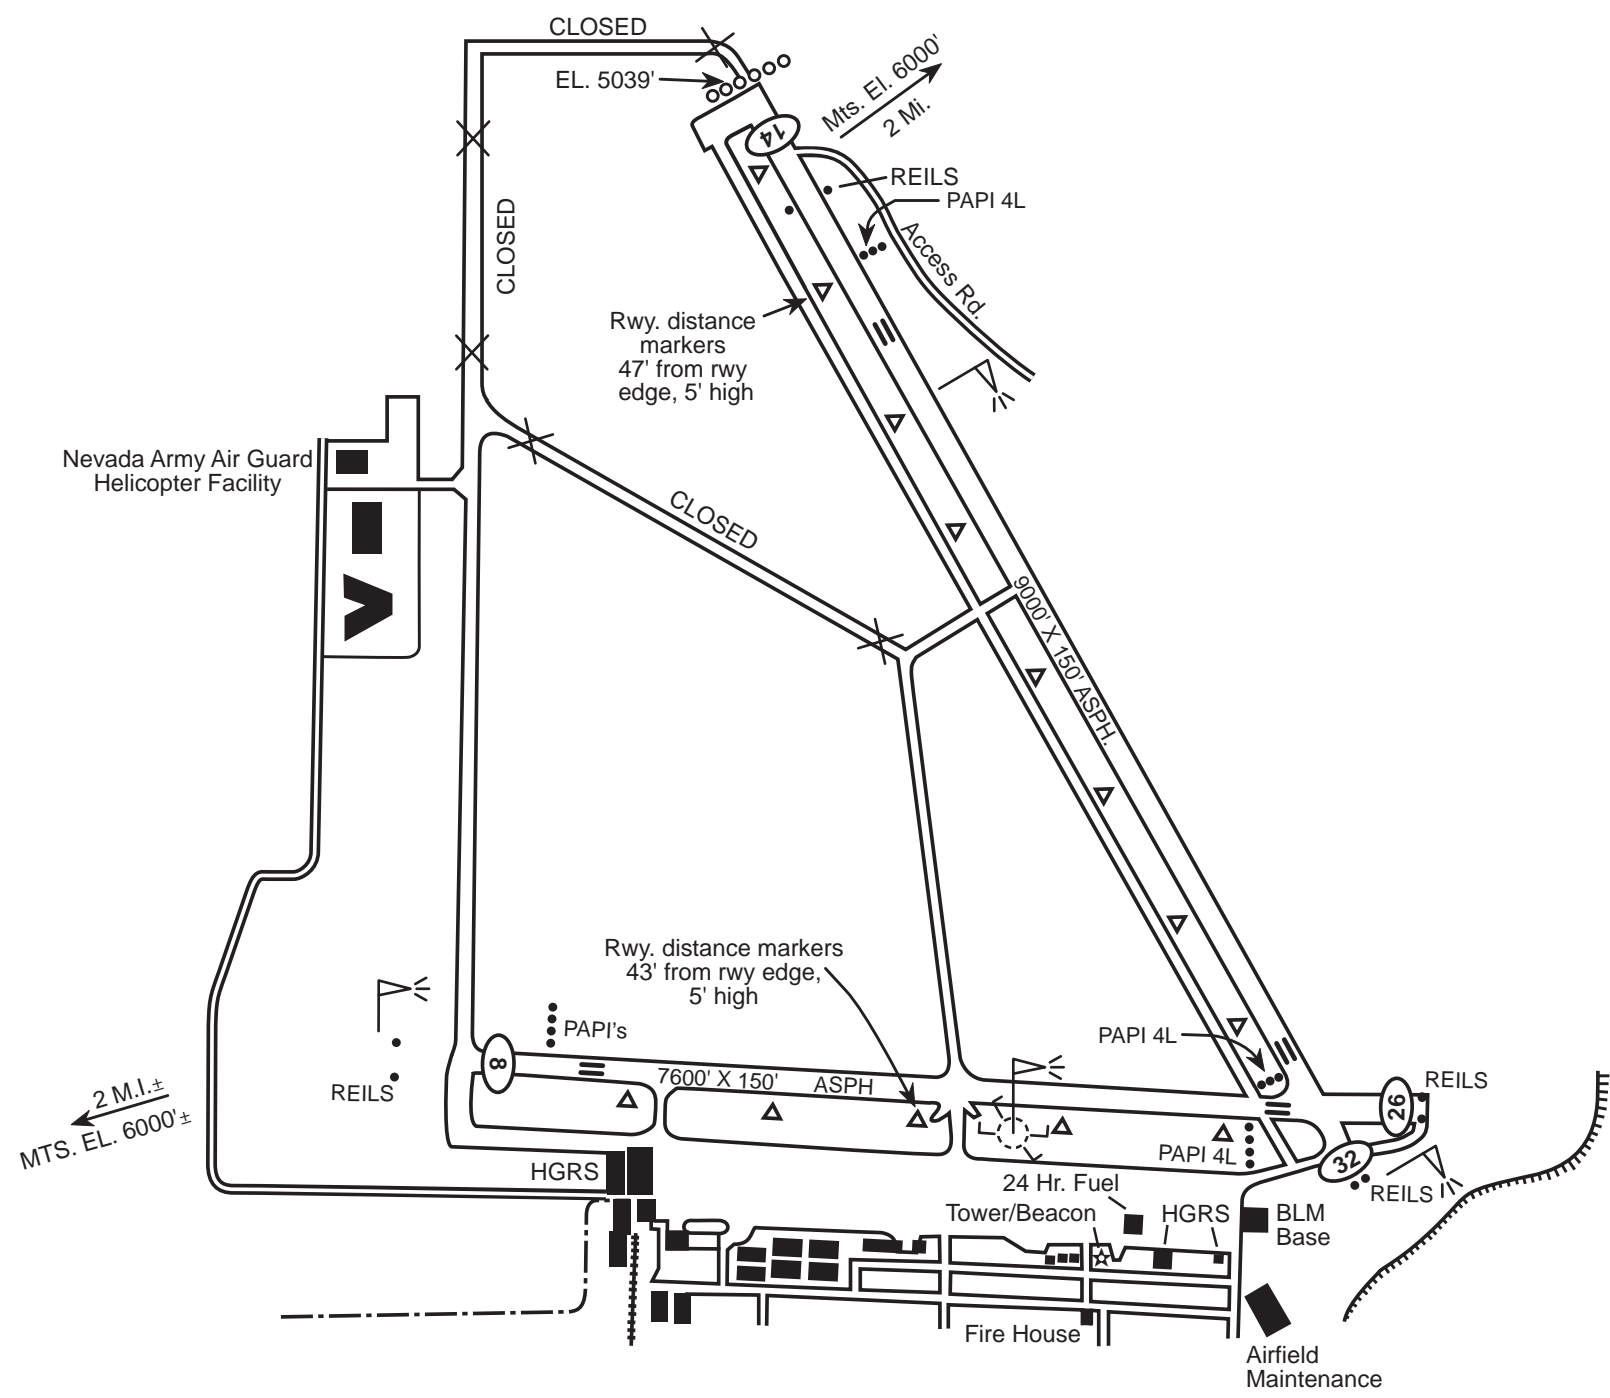 CLOSED
EL. 5039'
Mts. El. 6000'
2 Mi.
14
REILS
PAPI 4L
CLOSED
Access Rd.
Rwy. distance
markers
47' from rwy
edge, 5' high
Nevada Army Air Guard
Helicopter Facility
CLOSED
9000' X 150' ASPH.
Rwy. distance markers
43' from rwy edge,
5' high
PAPI's
PAPI 4L
8
7600' X 150' ASPH
REILS
REILS
26
2 M.I.±
MTS. EL. 6000'±
PAPI 4L
32
REILS
HGRS
24 Hr. Fuel
Tower/Beacon
HGRS
BLM
Base
Fire House
Airfield
Maintenance